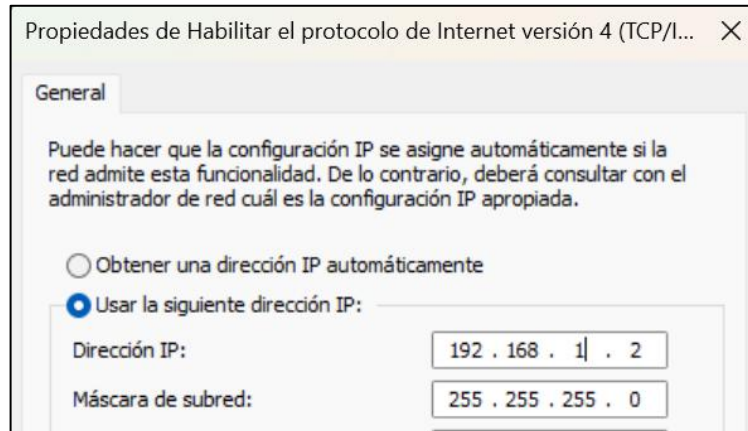 Propiedades de Habilitar el protocolo de Internet versión 4 (TCP/I...
General
Puede hacer que la configuración IP se asigne automáticamente si la
red admite esta funcionalidad. De lo contrario, deberá consultar con el
administrador de red cuál es la configuración IP apropiada.
Obtener una dirección IP automáticamente
Usar la siguiente dirección IP:
Dirección IP: 192 . 168 . 1 . 2
Máscara de subred: 255 . 255 . 255 . 0